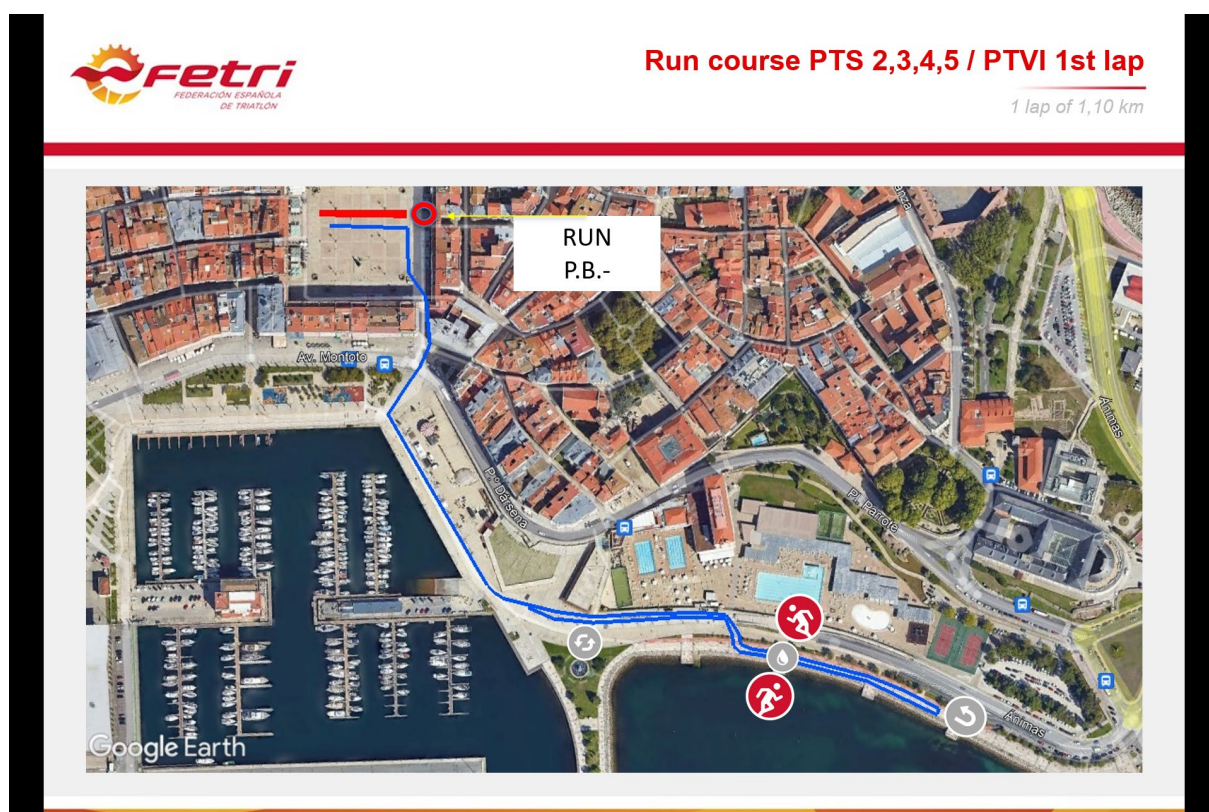 Fetri
FEDERACIÓN ESPAÑOLA
DE TRIATLÓN
Run course PTS 2,3,4,5 / PTVI 1st lap
1 lap of 1,10 km
RUN
P.B.-
Av. Montoto
P.º Dársena
Pl. Parrote
Ánimas
Ánimas
Google Earth